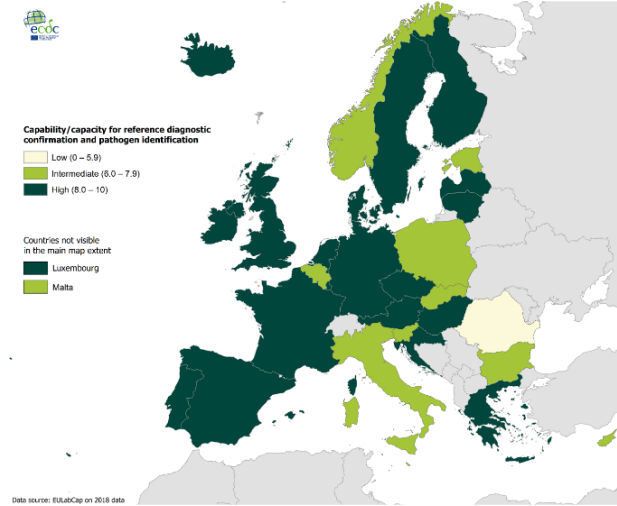 ecdc
Capability/capacity for reference diagnostic
confirmation and pathogen identification
Low (0 – 5.9)
Intermediate (6.0 – 7.9)
High (8.0 – 10)
Countries not visible
in the main map extent
Luxembourg
Malta
Data source: EULabCap on 2018 data